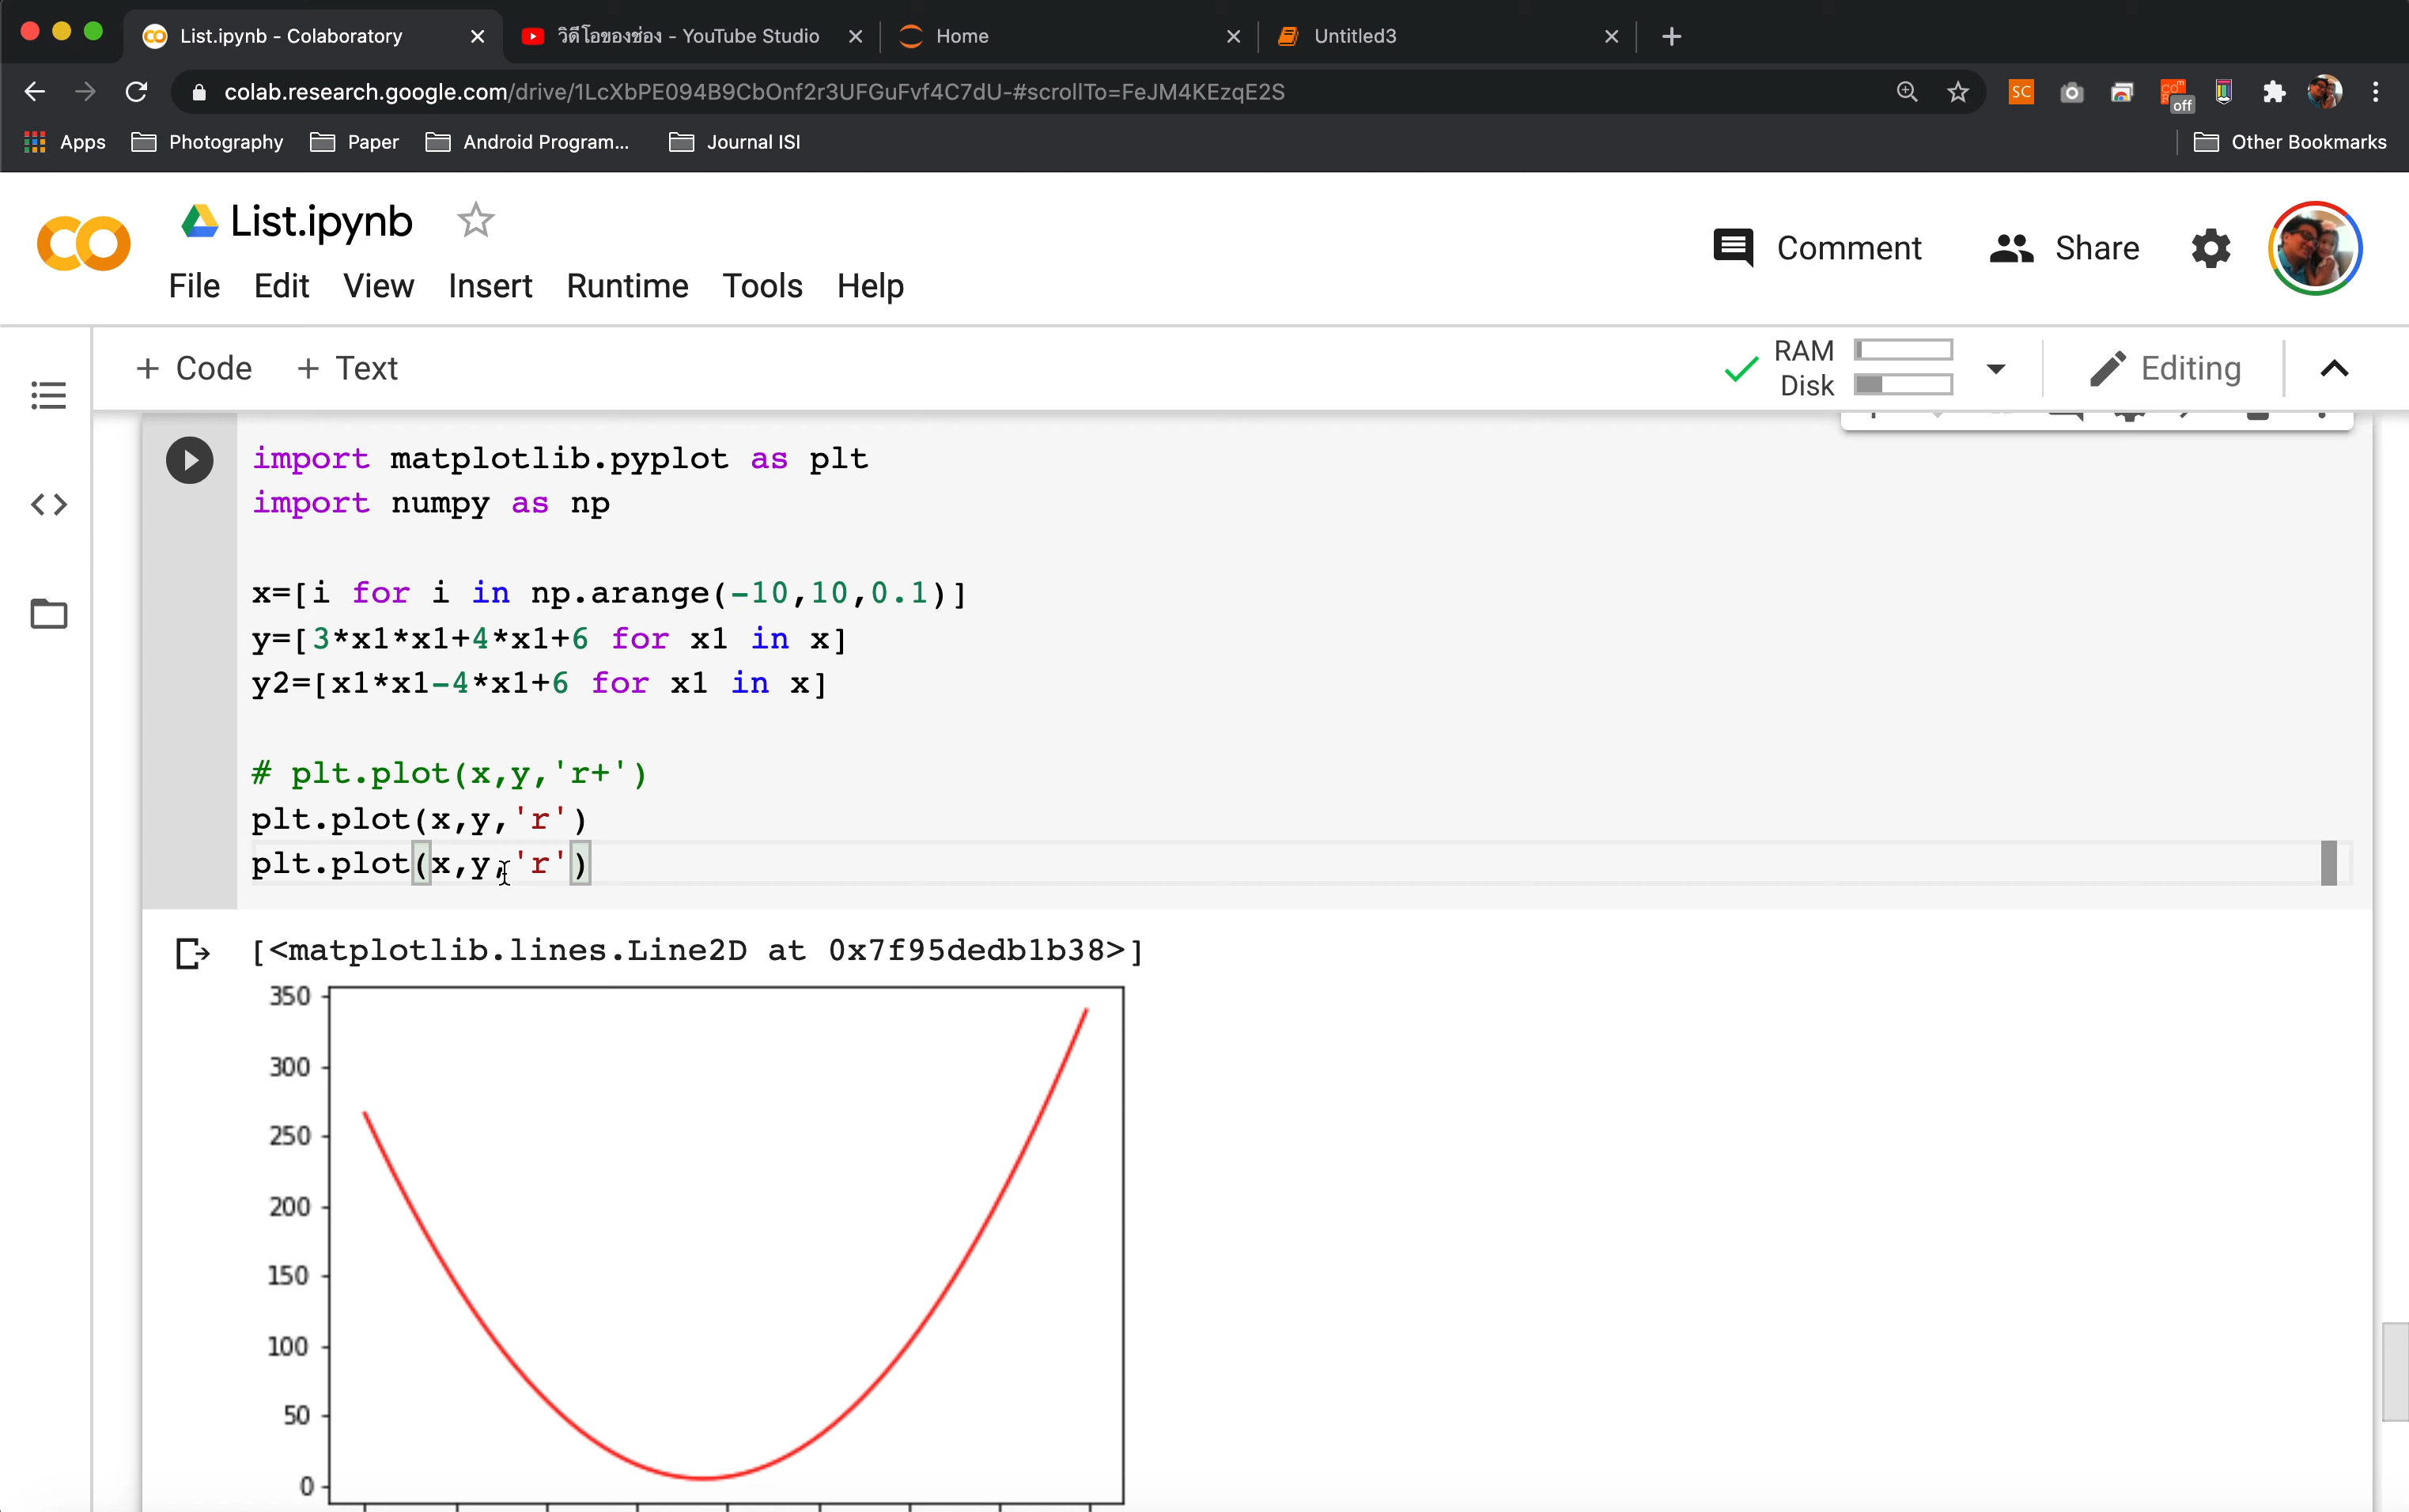 List.ipynb - Colaboratory
วิดีโอของช่อง - YouTube Studio
Home
Untitled3
colab.research.google.com/drive/1LcXbPE094B9CbOnf2r3UFGuFvf4C7dU-#scrollTo=FeJM4KEzqE2S
SC
off
Apps
Photography
Paper
Android Program...
Journal ISI
Other Bookmarks
List.ipynb
Comment
Share
File Edit View Insert Runtime Tools Help
+ Code + Text
RAM
Disk
Editing
import matplotlib.pyplot as plt
import numpy as np
x=[i for i in np.arange(-10,10,0.1)]
y=[3*x1*x1+4*x1+6 for x1 in x]
y2=[x1*x1-4*x1+6 for x1 in x]
# plt.plot(x,y,'r+')
plt.plot(x,y,'r')
plt.plot(x,y,'r')
[<matplotlib.lines.Line2D at 0x7f95dedb1b38>]
350
300
250
200
150
100
50
0